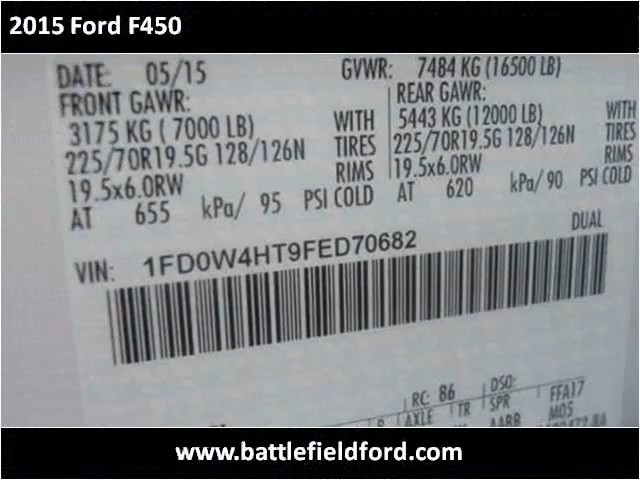 2015 Ford F450
DATE: 05/15 GVWR: 7484 KG (16500 LB)
FRONT GAWR: REAR GAWR:
3175 KG ( 7000 LB) WITH 5443 KG (12000 LB) WITH
225/70R19.5G 128/126N TIRES 225/70R19.5G 128/126N TIRES
19.5x6.0RW RIMS 19.5x6.0RW RIMS
AT 655 kPa/ 95 PSI COLD AT 620 kPa/ 90 PSI COLD
DUAL
VIN: 1FD0W4HT9FED70682
RC: 86 DSO: FFA17
AXLE TR SPR M05
AABB
www.battlefieldford.com